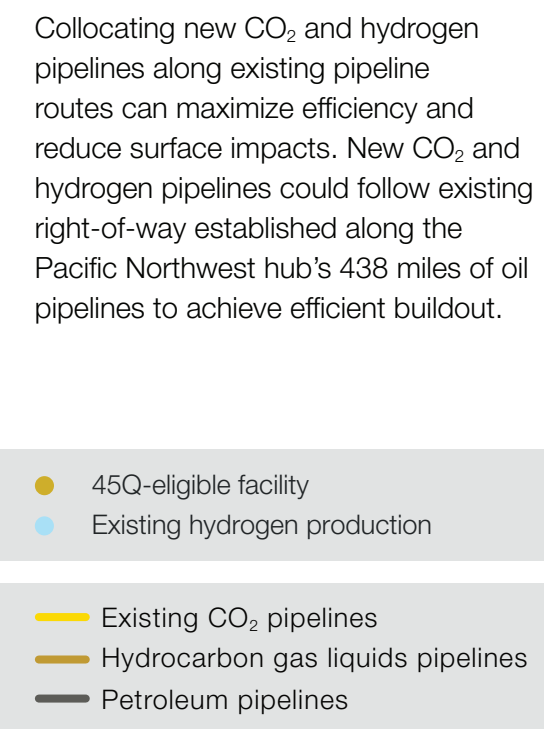 Collocating new CO₂ and hydrogen
pipelines along existing pipeline
routes can maximize efficiency and
reduce surface impacts. New CO₂ and
hydrogen pipelines could follow existing
right-of-way established along the
Pacific Northwest hub's 438 miles of oil
pipelines to achieve efficient buildout.
45Q-eligible facility
Existing hydrogen production
Existing CO₂ pipelines
Hydrocarbon gas liquids pipelines
Petroleum pipelines